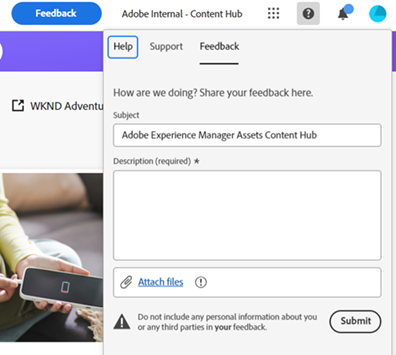 Feedback
Adobe Internal - Content Hub
Help
Support
Feedback
How are we doing? Share your feedback here.
Subject
WKND Adventu
Adobe Experience Manager Assets Content Hub
Description (required) *
Attach files
Do not include any personal information about you
or any third parties in your feedback.
Submit